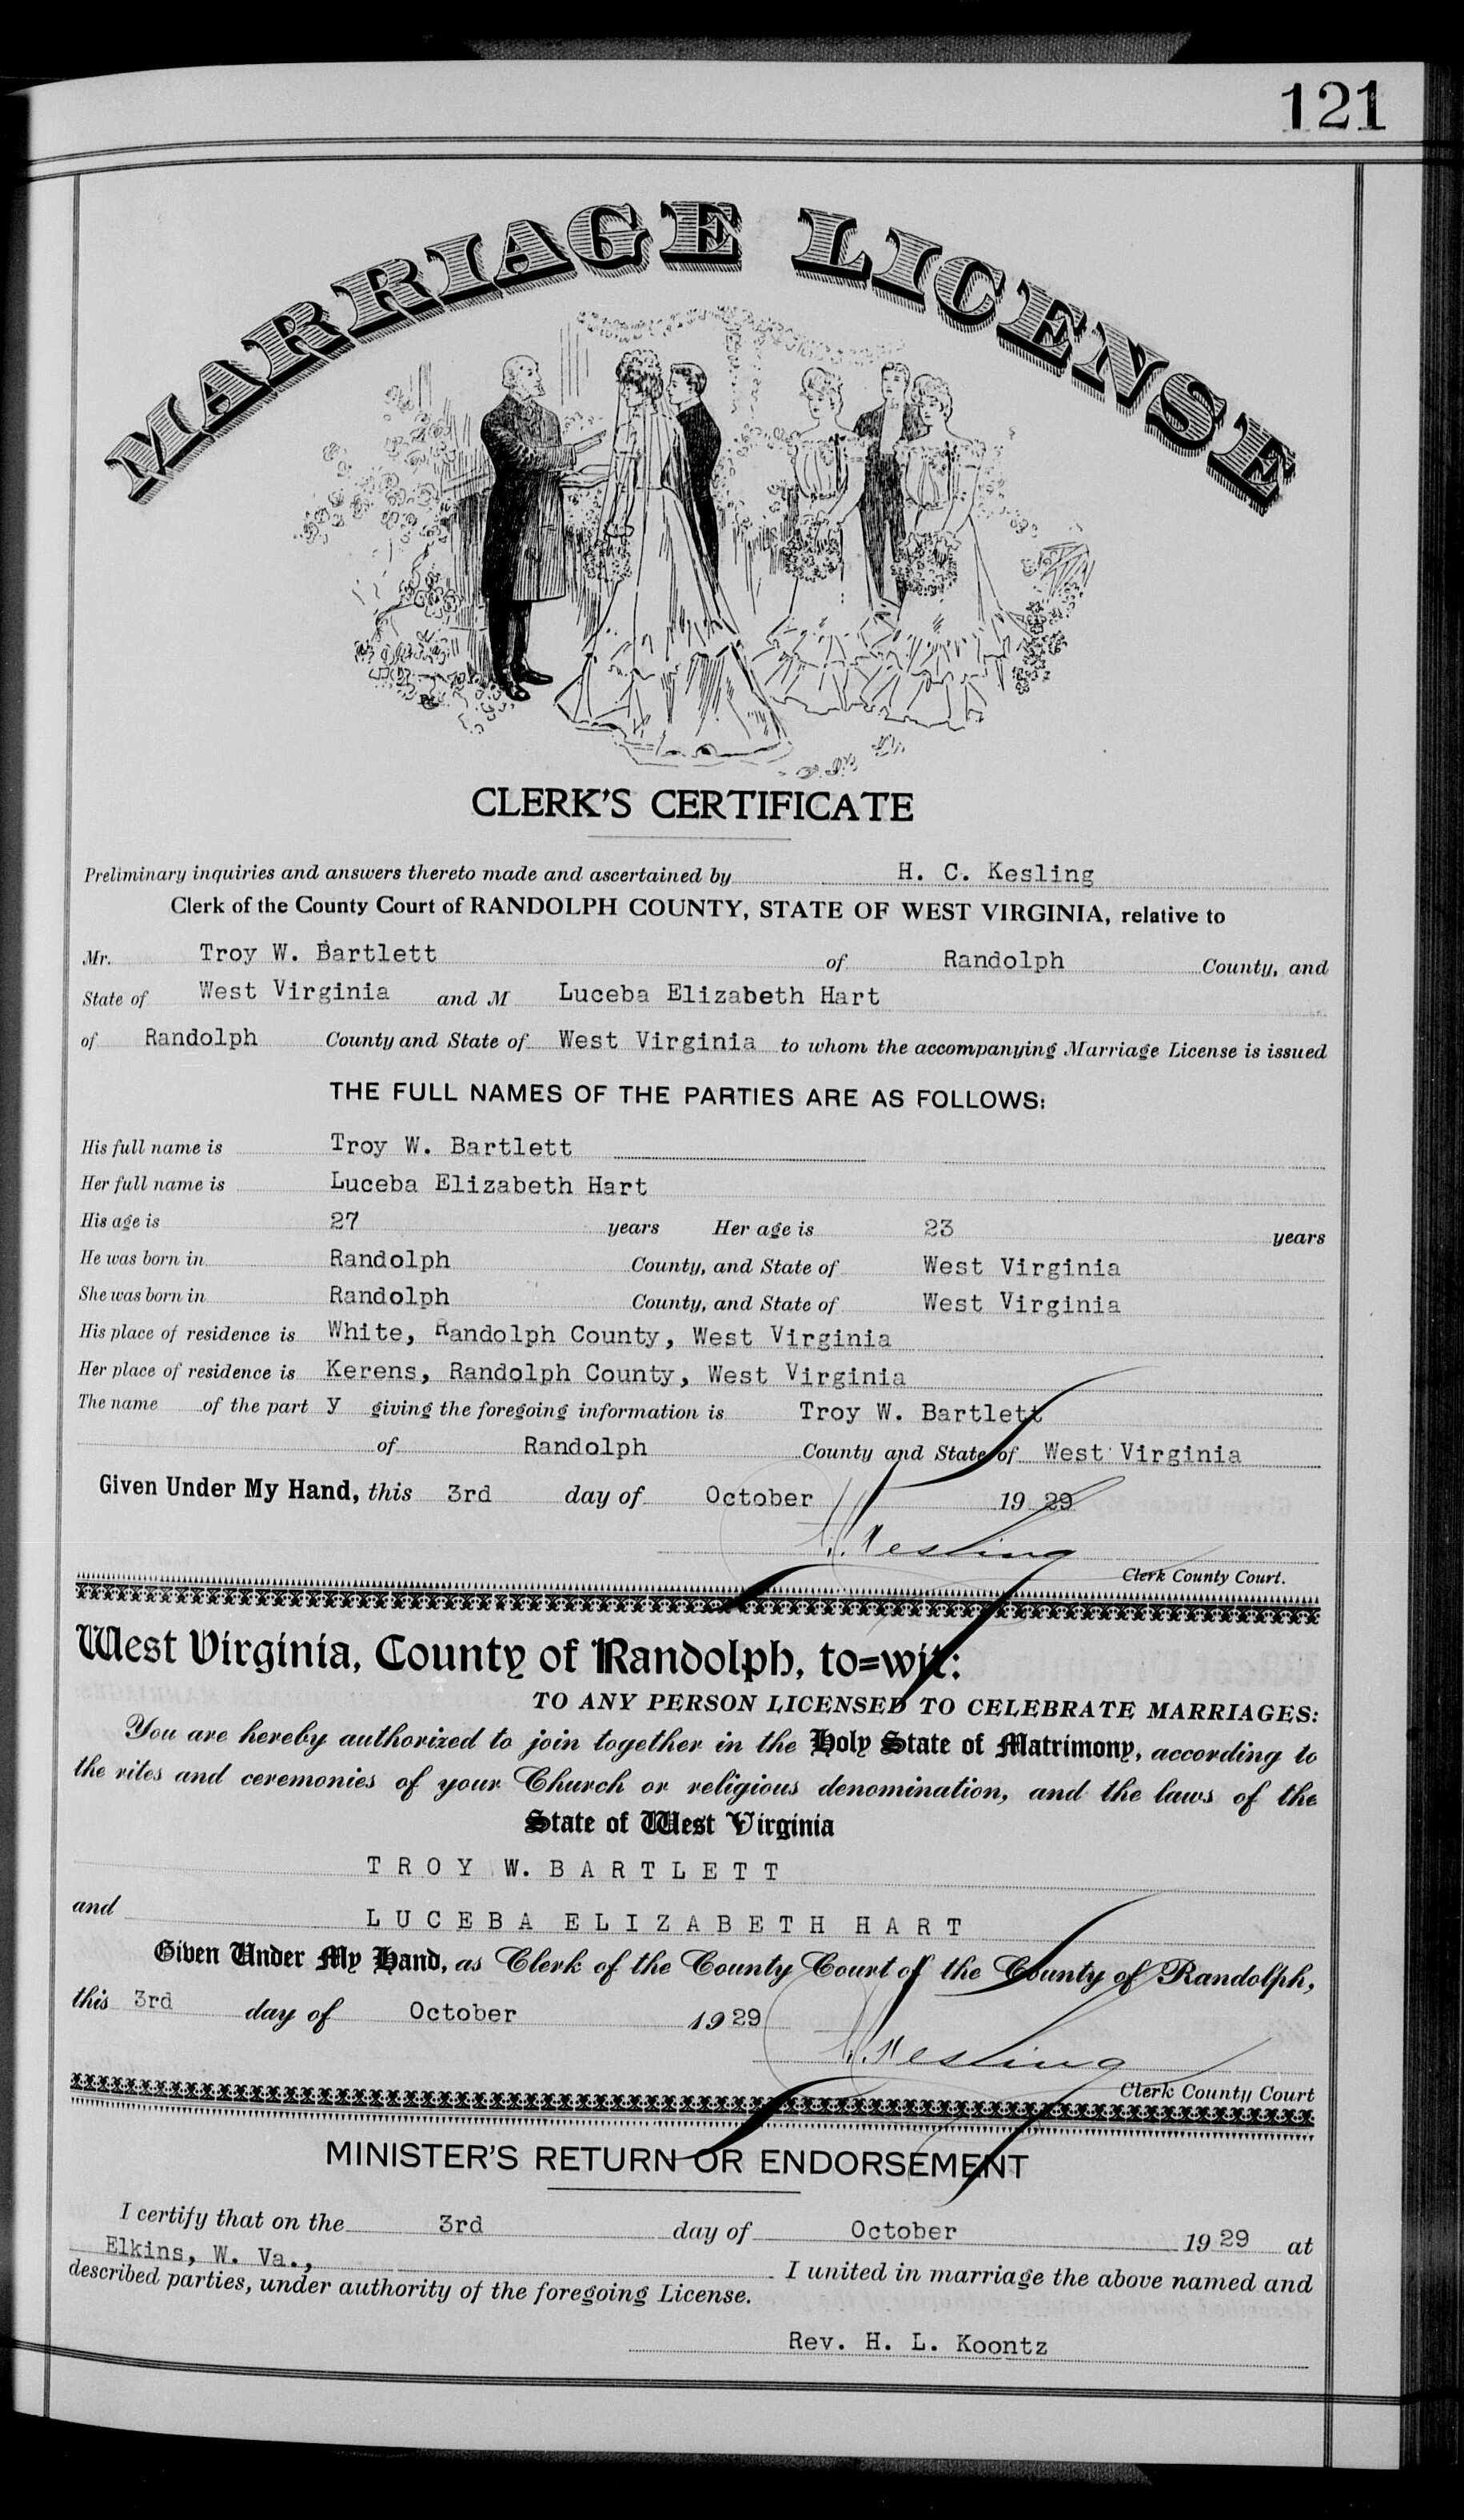 121
MARRIAGE LICENSE
CLERK'S CERTIFICATE
Preliminary inquiries and answers thereto made and ascertained by H. C. Kesling
Clerk of the County Court of RANDOLPH COUNTY, STATE OF WEST VIRGINIA, relative to
Mr. Troy W. Bartlett of Randolph County, and
State of West Virginia and M Luceba Elizabeth Hart
of Randolph County and State of West Virginia to whom the accompanying Marriage License is issued
THE FULL NAMES OF THE PARTIES ARE AS FOLLOWS:
His full name is Troy W. Bartlett
Her full name is Luceba Elizabeth Hart
His age is 27 years Her age is 23 years
He was born in Randolph County, and State of West Virginia
She was born in Randolph County, and State of West Virginia
His place of residence is White, Randolph County, West Virginia
Her place of residence is Kerens, Randolph County, West Virginia
The name of the part y giving the foregoing information is Troy W. Bartlett
of Randolph County and State of West Virginia
Given Under My Hand, this 3rd day of October 19 29
Kesling
Clerk County Court.
West Virginia, County of Randolph, to=wit:
TO ANY PERSON LICENSED TO CELEBRATE MARRIAGES:
You are hereby authorized to join together in the Holy State of Matrimony, according to
the rites and ceremonies of your Church or religious denomination, and the laws of the
State of West Virginia
TROY W. BARTLETT
and LUCEBA ELIZABETH HART
Given Under My Hand, as Clerk of the County Court of the County of Randolph,
this 3rd day of October 19 29
Kesling
Clerk County Court
MINISTER'S RETURN OR ENDORSEMENT
I certify that on the 3rd day of October 19 29 at
Elkins, W. Va., I united in marriage the above named and
described parties, under authority of the foregoing License.
Rev. H. L. Koontz